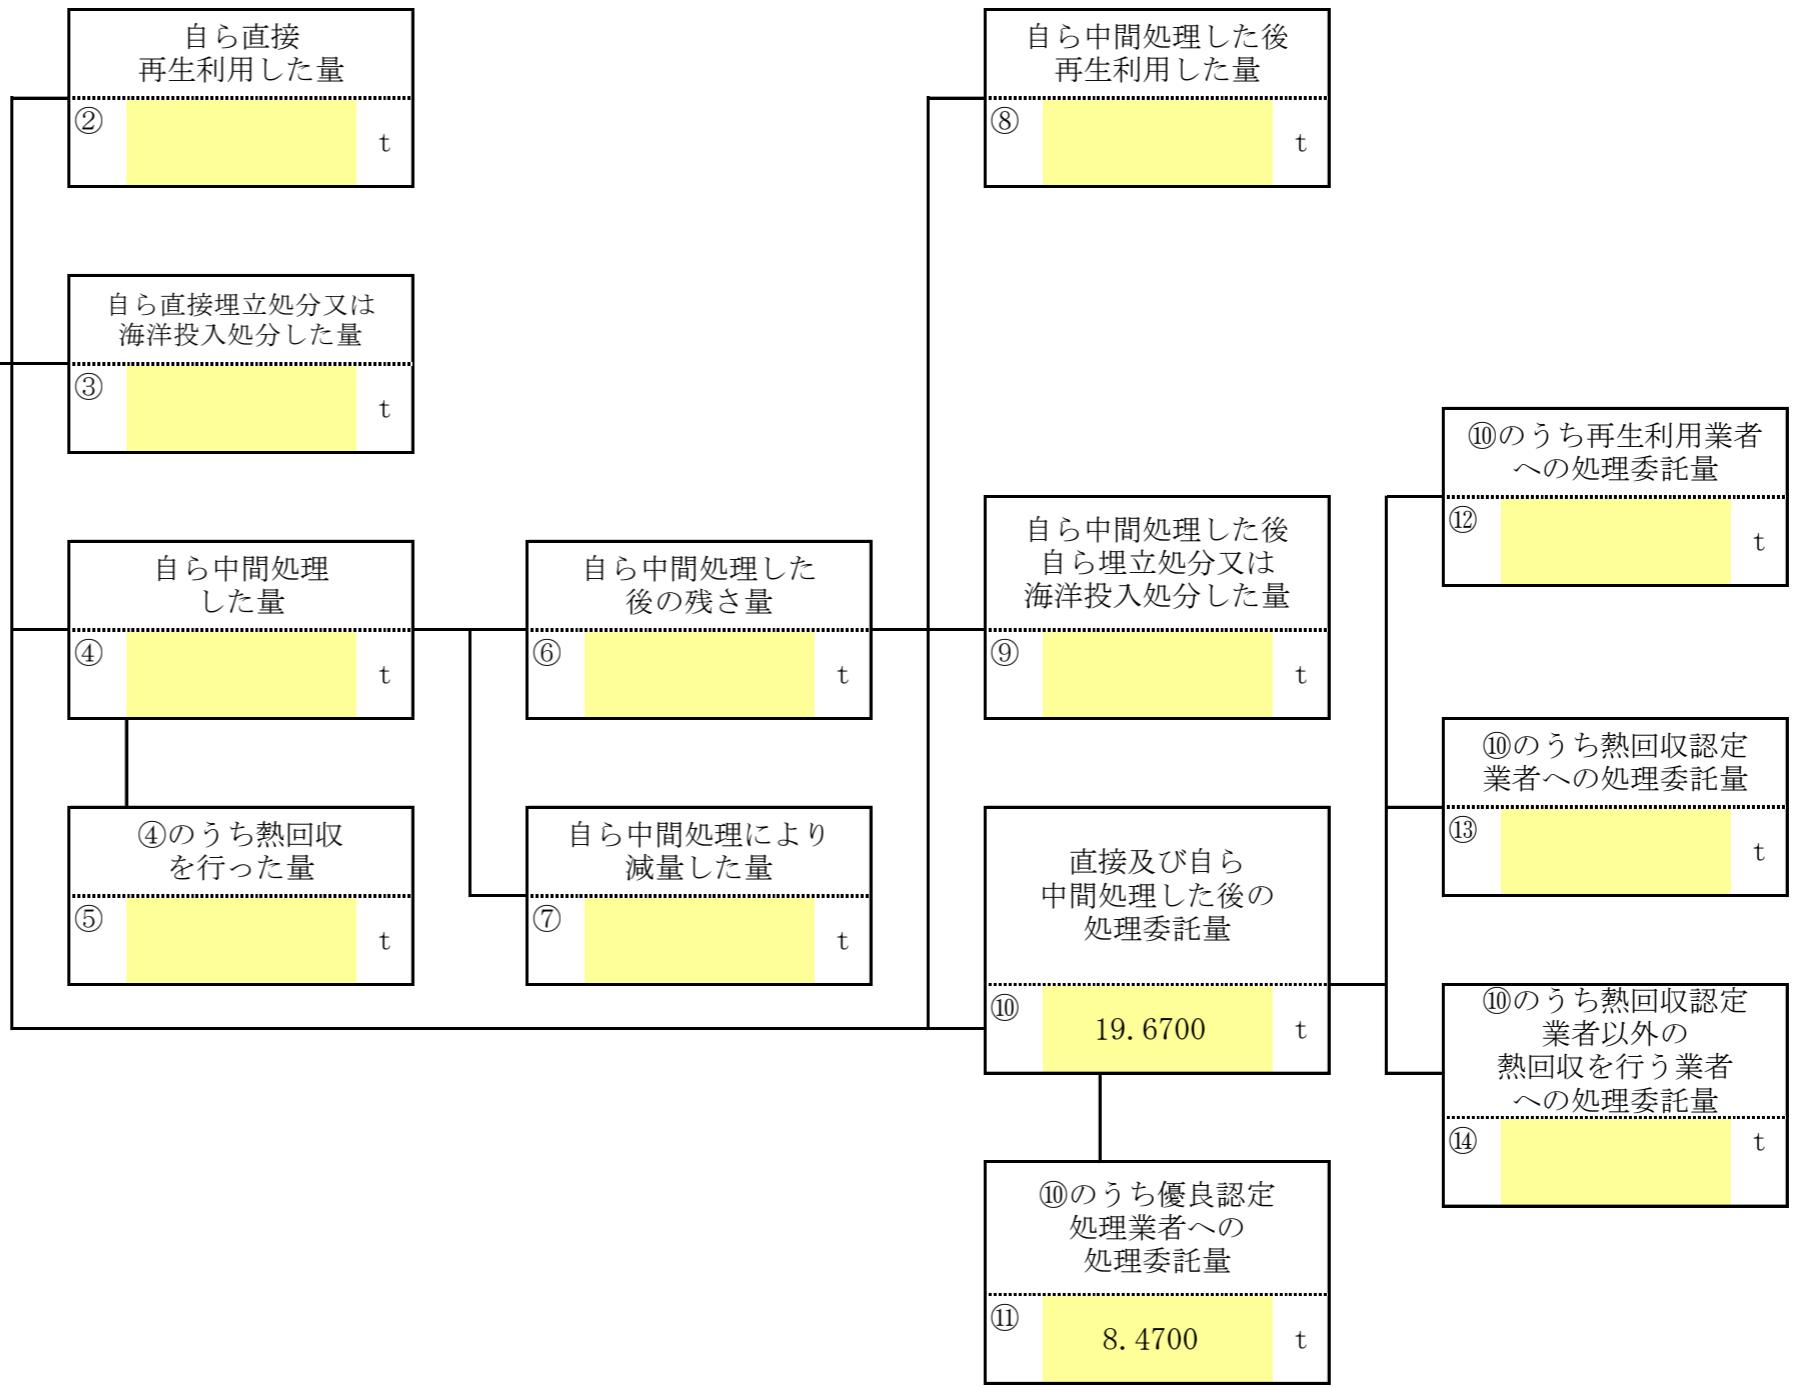 自ら直接
再生利用した量
②
t
自ら中間処理した後
再生利用した量
⑧
t
自ら直接埋立処分又は
海洋投入処分した量
③
t
⑩のうち再生利用業者
への処理委託量
⑫
t
自ら中間処理
した量
④
t
自ら中間処理した
後の残さ量
⑥
t
自ら中間処理した後
自ら埋立処分又は
海洋投入処分した量
⑨
t
⑩のうち熱回収認定
業者への処理委託量
⑬
t
④のうち熱回収
を行った量
⑤
t
自ら中間処理により
減量した量
⑦
t
直接及び自ら
中間処理した後の
処理委託量
⑩
19.6700
t
⑩のうち熱回収認定
業者以外の
熱回収を行う業者
への処理委託量
⑭
t
⑩のうち優良認定
処理業者への
処理委託量
⑪
8.4700
t